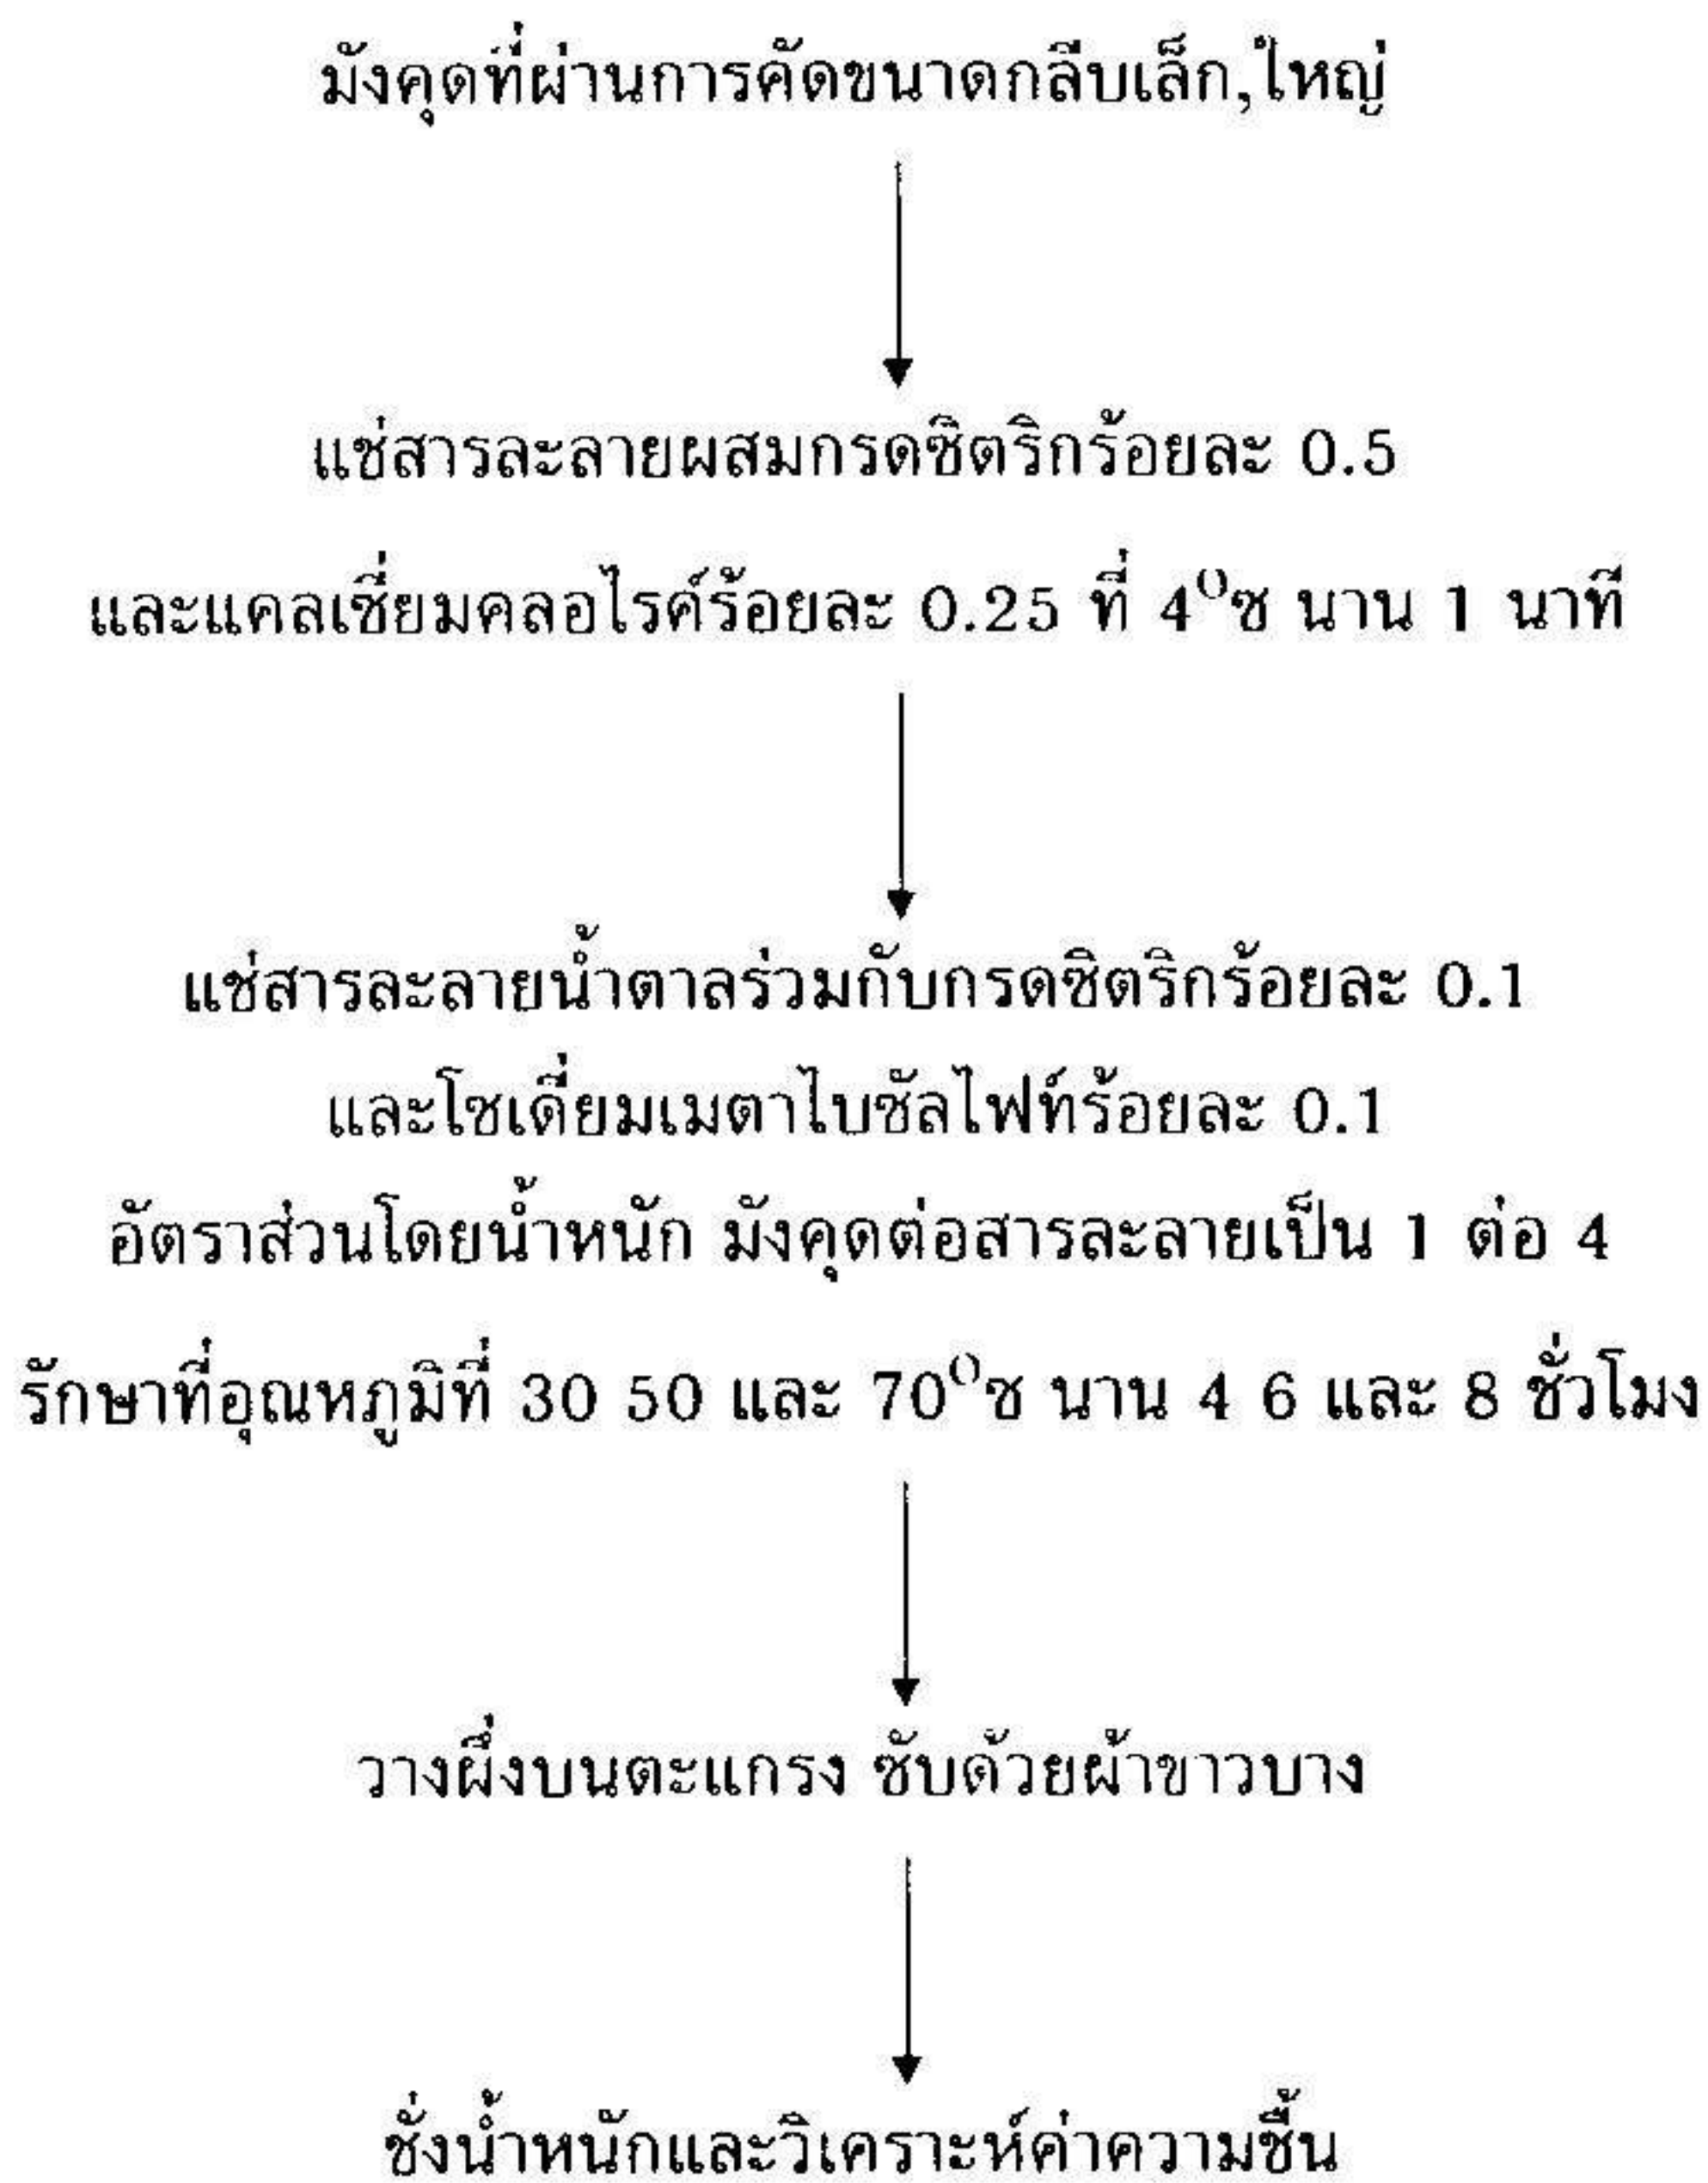 มังคุดที่ผ่านการคัดขนาดกลีบเล็ก,ใหญ่
แช่สารละลายผสมกรดซิตริกร้อยละ 0.5
และแคลเซี่ยมคลอไรค์ร้อยละ 0.25 ที่ 4⁰ซ นาน 1 นาที
แช่สารละลายน้ำตาลร่วมกับกรดซิตริกร้อยละ 0.1
และโซเดี่ยมเมตาไบซัลไฟท์ร้อยละ 0.1
อัตราส่วนโดยน้ำหนัก มังคุดต่อสารละลายเป็น 1 ต่อ 4
รักษาที่อุณหภูมิที่ 30 50 และ 70⁰ซ นาน 4 6 และ 8 ชั่วโมง
วางผึ่งบนตะแกรง ซับด้วยผ้าขาวบาง
ชั่งน้ำหนักและวิเคราะห์ค่าความชื้น